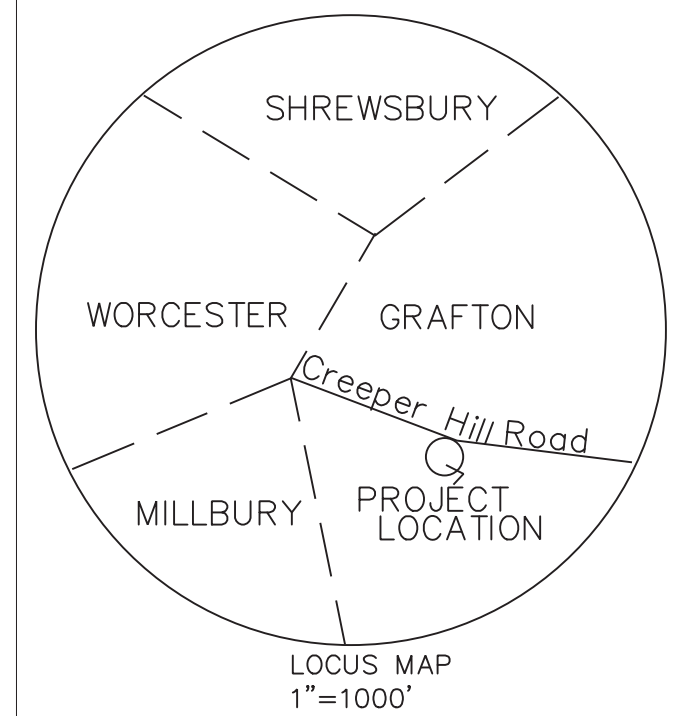 SHREWSBURY
WORCESTER
GRAFTON
Creeper Hill Road
MILLBURY
PROJECT
LOCATION
LOCUS MAP
1"=1000'